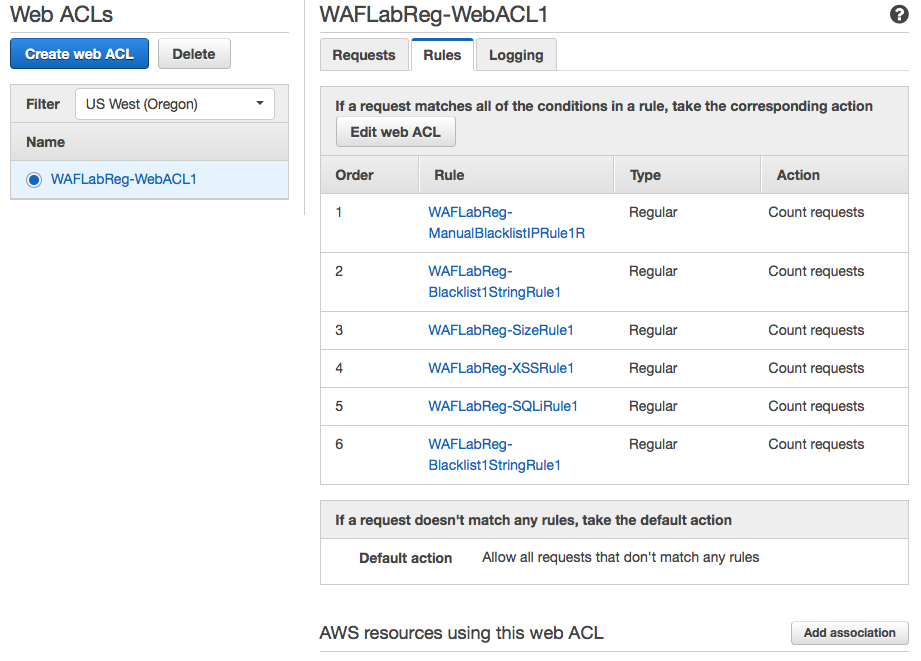 Web ACLs
Create web ACL Delete
Filter US West (Oregon)
Name
WAFLabReg-WebACL1
WAFLabReg-WebACL1 ?
Requests Rules Logging
If a request matches all of the conditions in a rule, take the corresponding action
Edit web ACL
Order Rule Type Action
1 WAFLabReg- Regular Count requests
ManualBlacklistIPRule1R
2 WAFLabReg- Regular Count requests
Blacklist1StringRule1
3 WAFLabReg-SizeRule1 Regular Count requests
4 WAFLabReg-XSSRule1 Regular Count requests
5 WAFLabReg-SQLiRule1 Regular Count requests
6 WAFLabReg- Regular Count requests
Blacklist1StringRule1
If a request doesn't match any rules, take the default action
Default action Allow all requests that don't match any rules
AWS resources using this web ACL Add association